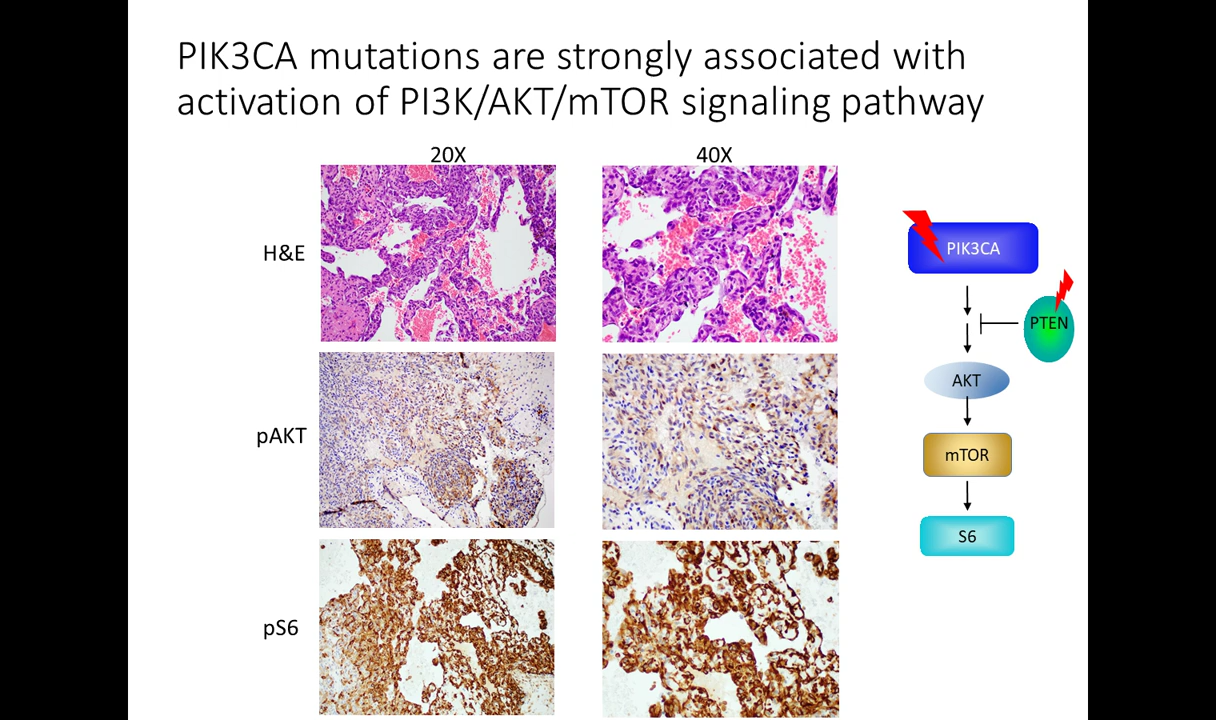 PIK3CA mutations are strongly associated with
activation of PI3K/AKT/mTOR signaling pathway
20X
40X
H&E
pAKT
pS6
PIK3CA
PTEN
AKT
mTOR
S6